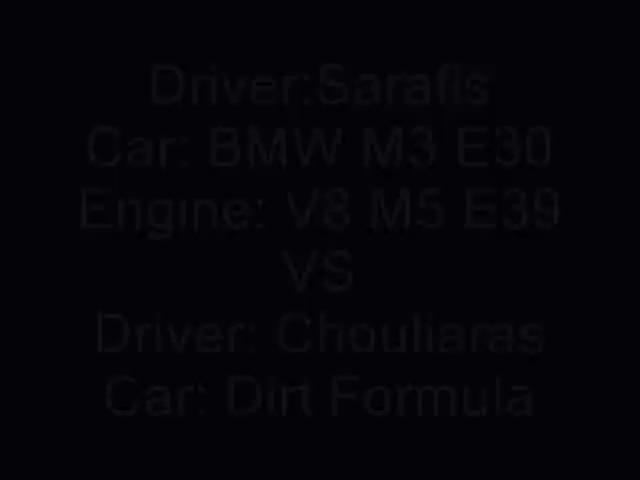 Driver:Sarafis
Car: BMW M3 E30
Engine: V8 M5 E39
VS
Driver: Chouliaras
Car: Dirt Formula